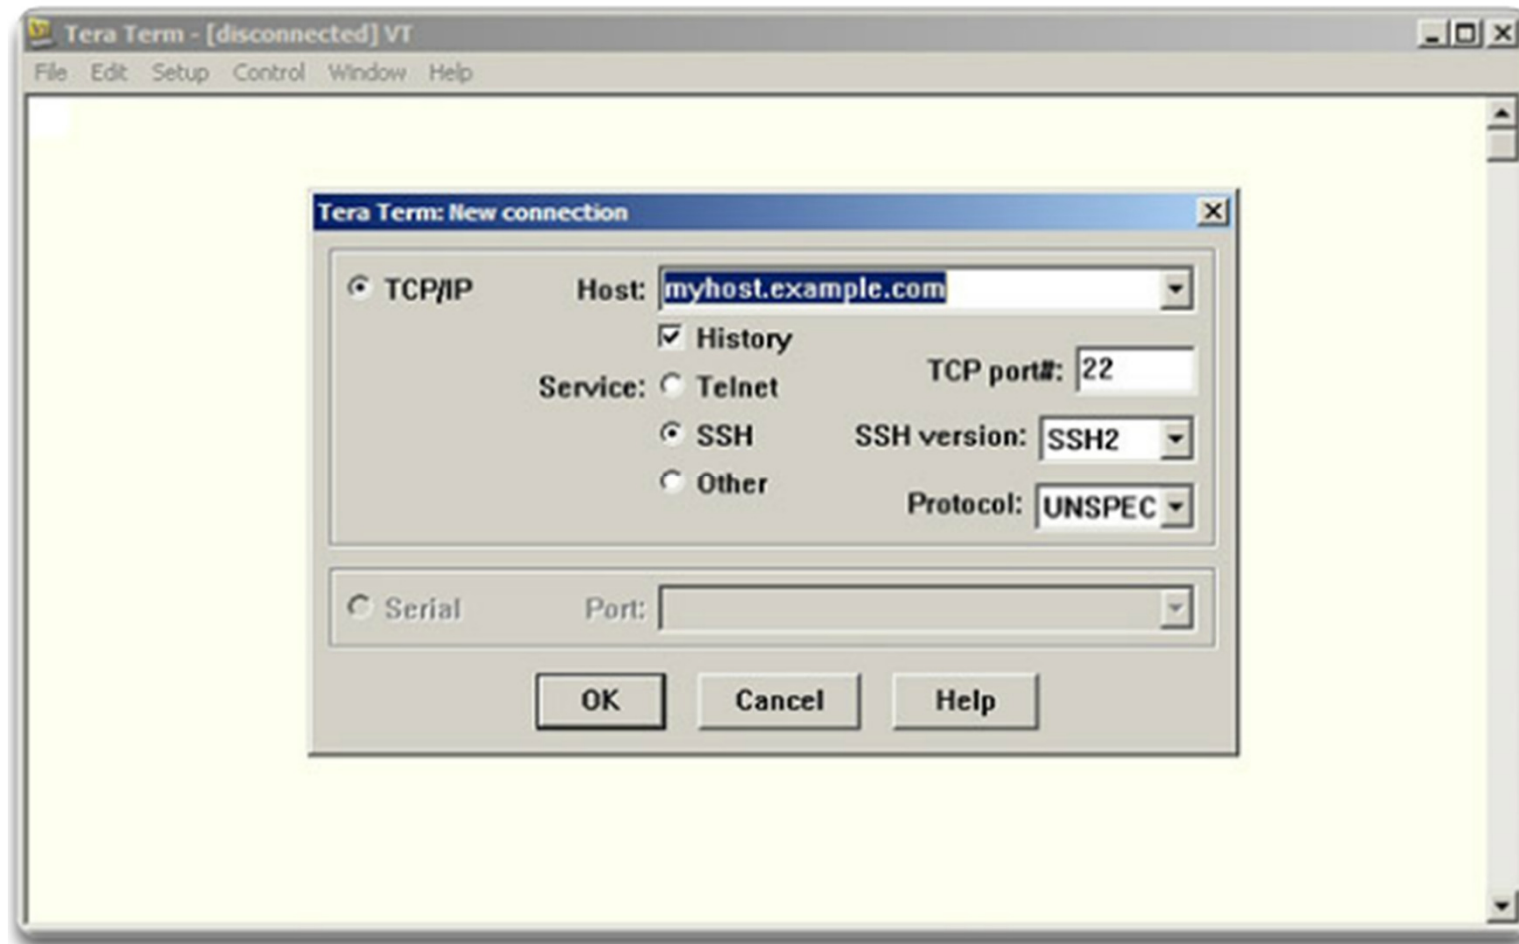 Tera Term - [disconnected] VT
File Edit Setup Control Window Help
Tera Term: New connection
TCP/IP Host: myhost.example.com
History
TCP port#: 22
Service: Telnet
SSH SSH version: SSH2
Other Protocol: UNSPEC
Serial Port:
OK Cancel Help